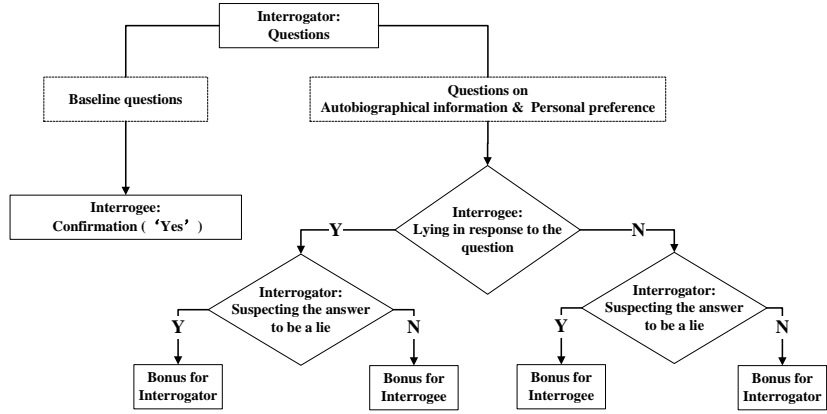 Interrogator:
Questions
Baseline questions
Questions on
Autobiographical information & Personal preference
Interrogee:
Confirmation (‘Yes’)
Interrogee:
Lying in response to the
question
Y
N
Interrogator:
Suspecting the answer
to be a lie
Interrogator:
Suspecting the answer
to be a lie
Y
N
Y
N
Bonus for
Interrogator
Bonus for
Interrogee
Bonus for
Interrogee
Bonus for
Interrogator